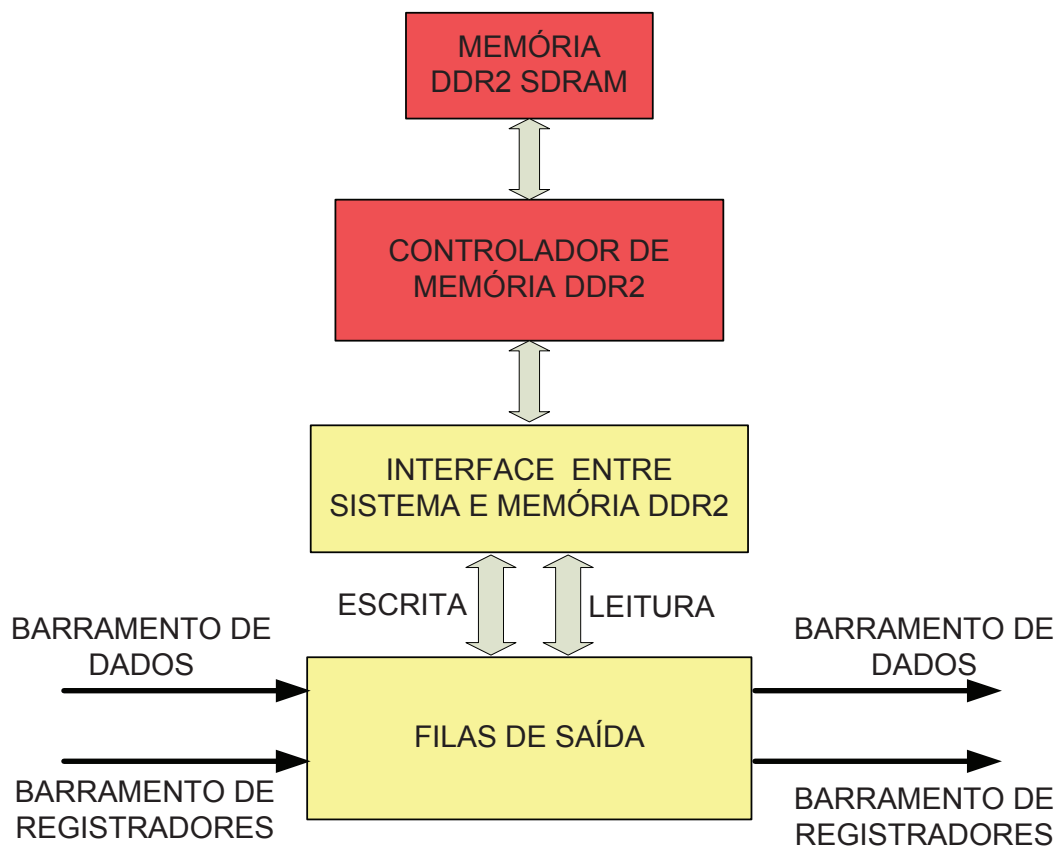 MEMÓRIA
DDR2 SDRAM
CONTROLADOR DE
MEMÓRIA DDR2
INTERFACE ENTRE
SISTEMA E MEMÓRIA DDR2
ESCRITA
LEITURA
BARRAMENTO DE
DADOS
BARRAMENTO DE
DADOS
FILAS DE SAÍDA
BARRAMENTO DE
REGISTRADORES
BARRAMENTO DE
REGISTRADORES